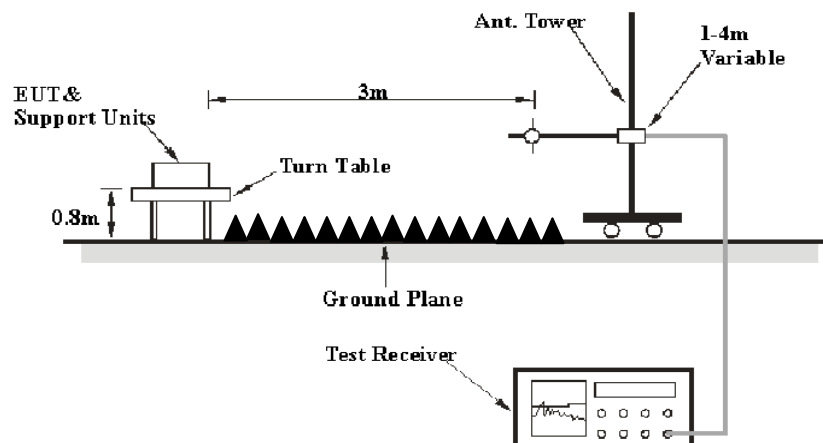 Ant. Tower
1-4m
Variable
3m
EUT&
Support Units
Turn Table
0.8m
Ground Plane
Test Receiver